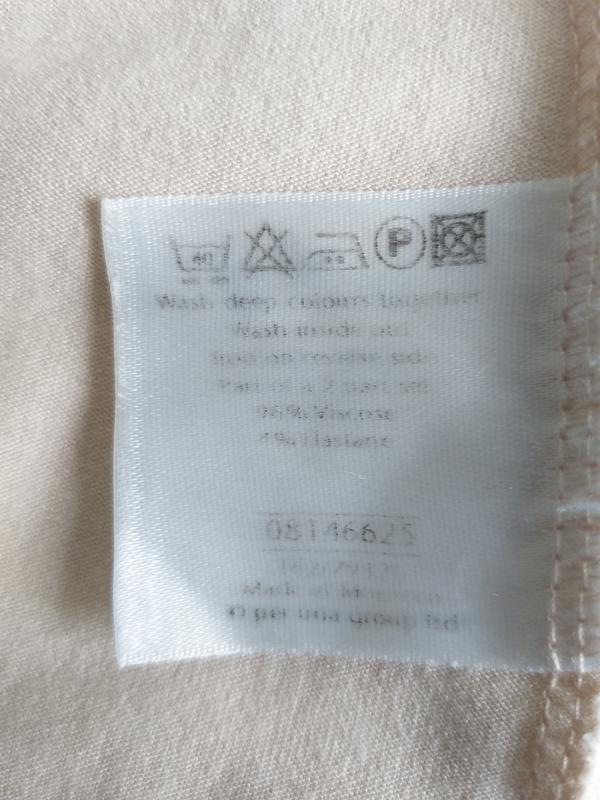 40 P
Wash deep colours together
Wash inside out
Iron on reverse side
Part of a 2 part set
96% Viscose
4% Elastane
08146625
Made in Morocco
© per una group ltd